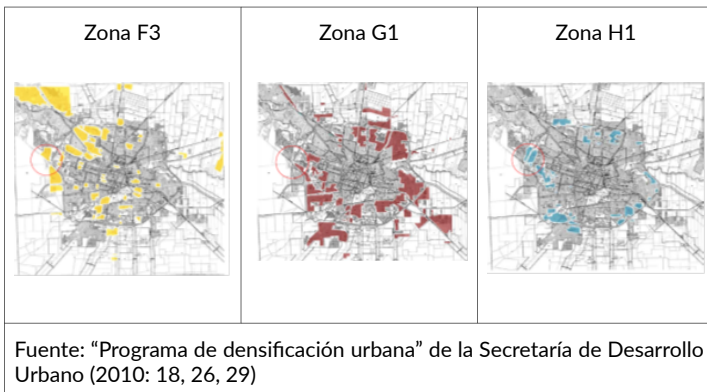 Zona F3
Zona G1
Zona H1
Fuente: “Programa de densificación urbana” de la Secretaría de Desarrollo
Urbano (2010: 18, 26, 29)